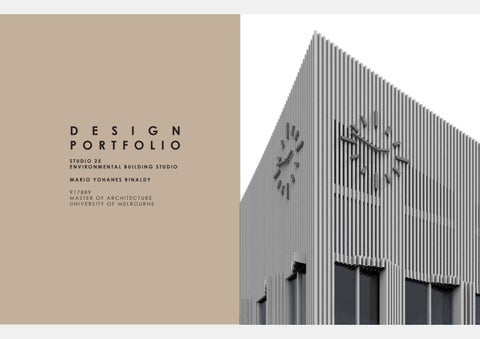 DESIGN
PORTFOLIO
STUDIO 25
ENVIRONMENTAL BUILDING STUDIO
MARIO YOHANES RINALDY
917889
MASTER OF ARCHITECTURE
UNIVERSITY OF MELBOURNE